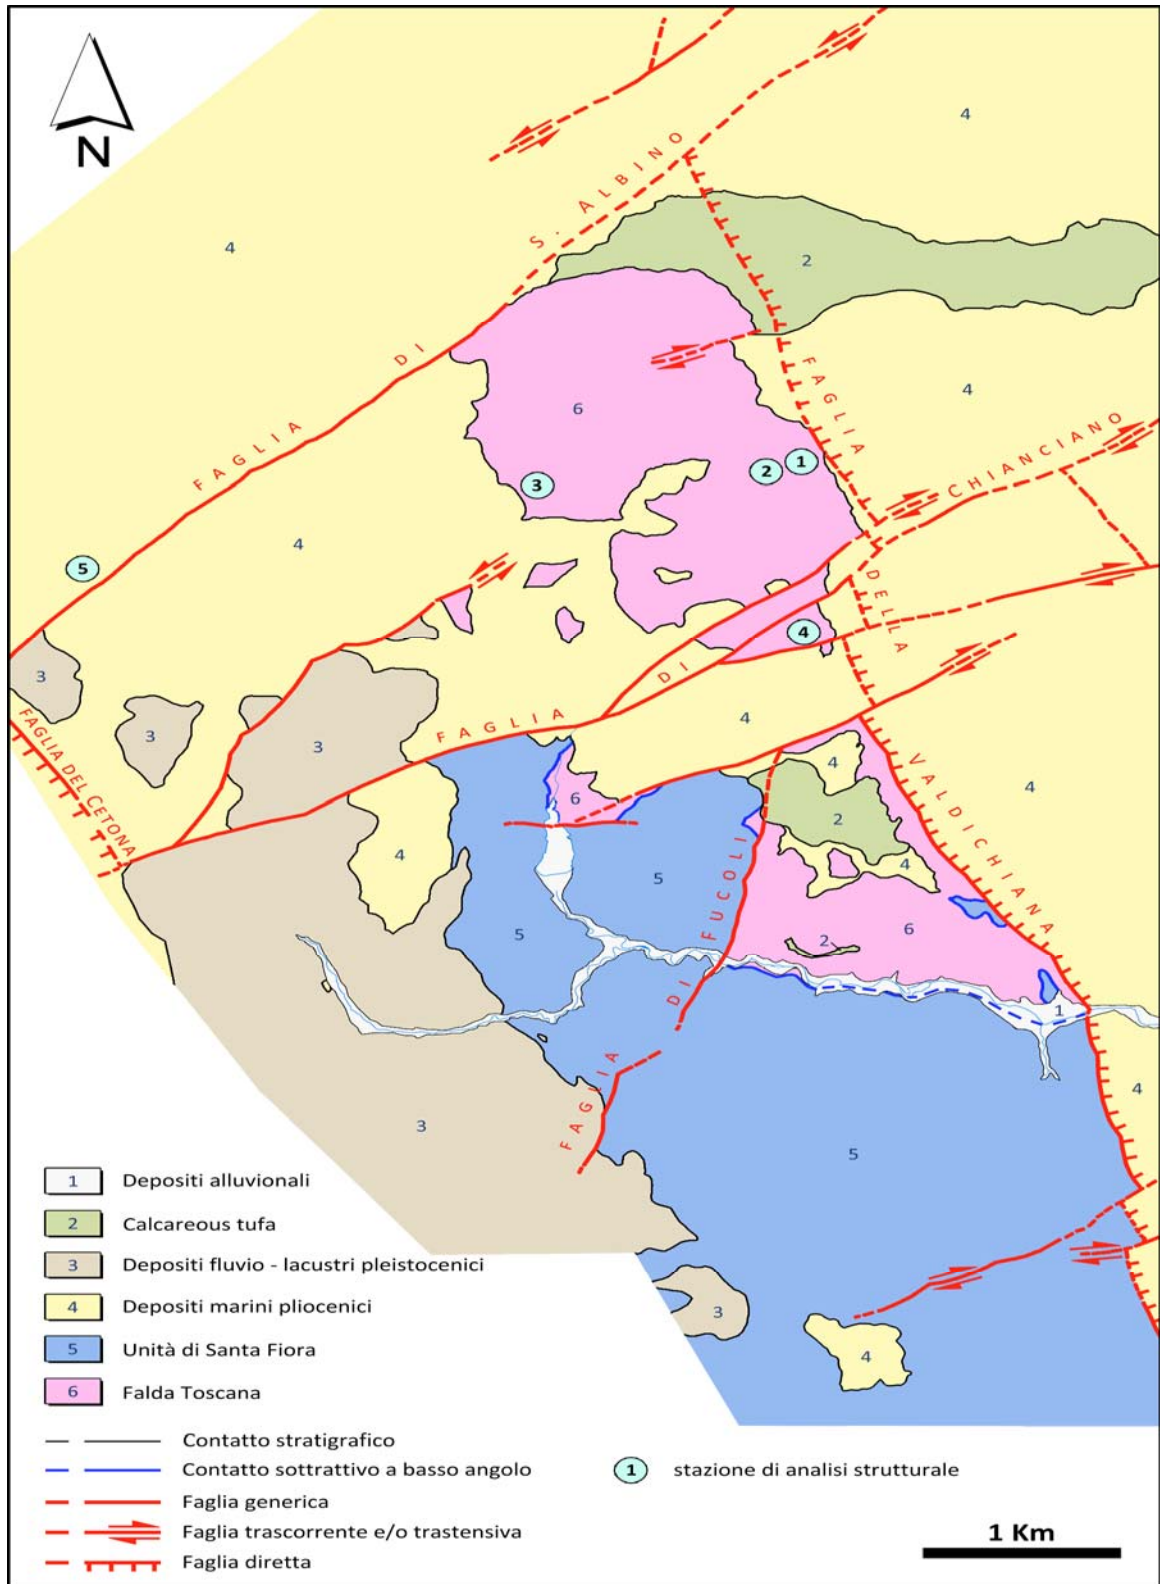 N
4
4
2
FAGLIA DI S. ALBINO
4
6
1
2
3
FAGLIA DELLA VALDICHIANA
FAGLIA DI CHIANCIANO
4
5
4
3
3
3
4
4
4
6
2
4
4
5
5
6
2
FAGLIA DEL CETONA
FAGLIA DI FUCOLI
1
4
3
5
3
4
1 Depositi alluvionali
2 Calcareous tufa
3 Depositi fluvio - lacustri pleistocenici
4 Depositi marini pliocenici
5 Unità di Santa Fiora
6 Falda Toscana
Contatto stratigrafico
Contatto sottrattivo a basso angolo
Faglia generica
Faglia trascorrente e/o trastensiva
Faglia diretta
1 stazione di analisi strutturale
1 Km